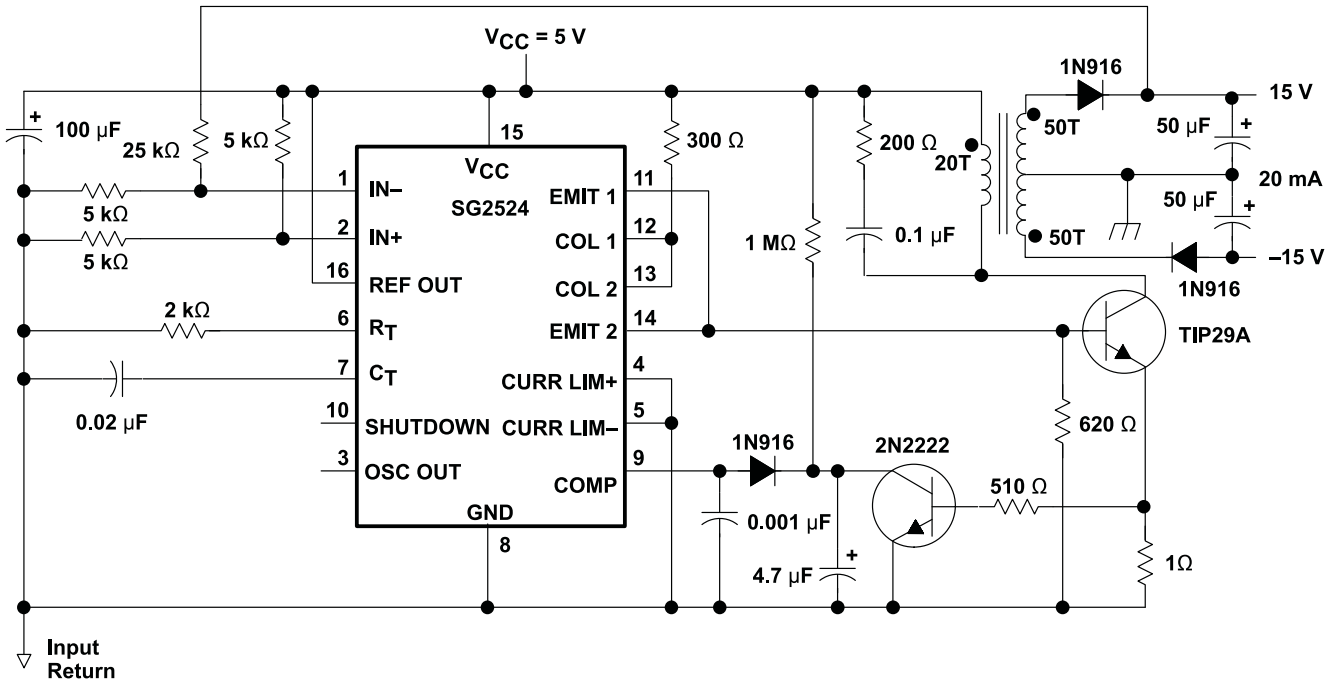 VCC = 5 V
1N916
15 V
100 µF
25 kΩ
5 kΩ
15
300 Ω
200 Ω
20T
50T
50 µF
VCC
1
IN–
SG2524
EMIT 1
11
20 mA
5 kΩ
2
IN+
COL 1
12
1 MΩ
0.1 µF
50 µF
5 kΩ
16
REF OUT
COL 2
13
50T
–15 V
1N916
2 kΩ
6
RT
EMIT 2
14
TIP29A
7
CT
CURR LIM+
4
0.02 µF
10
SHUTDOWN
CURR LIM–
5
1N916
2N2222
620 Ω
3
OSC OUT
COMP
9
510 Ω
GND
8
0.001 µF
4.7 µF
1Ω
+
+
+
+
Input
Return